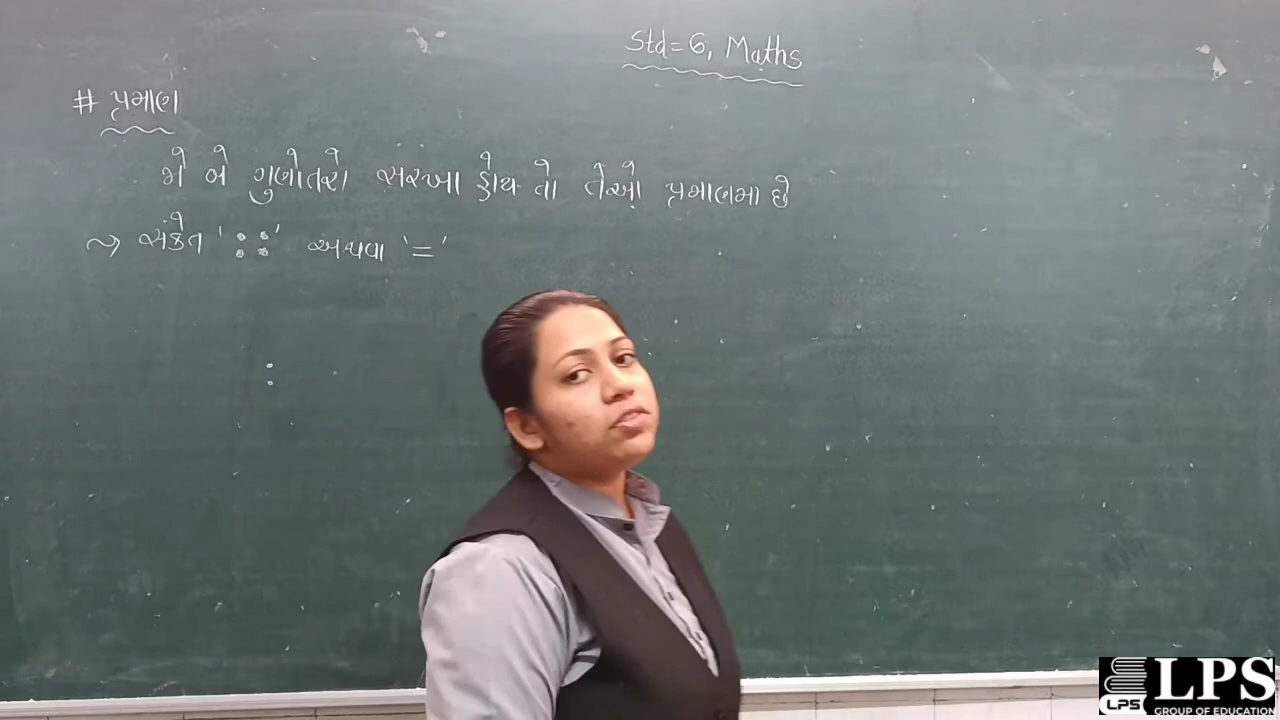 Std = 6, Maths
# પ્રમાણ
જો બે ગુણોતરો સરખા હોય તો તેઓ પ્રમાણમા છે
~> સંકેત ' :: ' અથવા ' = '
:
LPS
LPS
GROUP OF EDUCATION